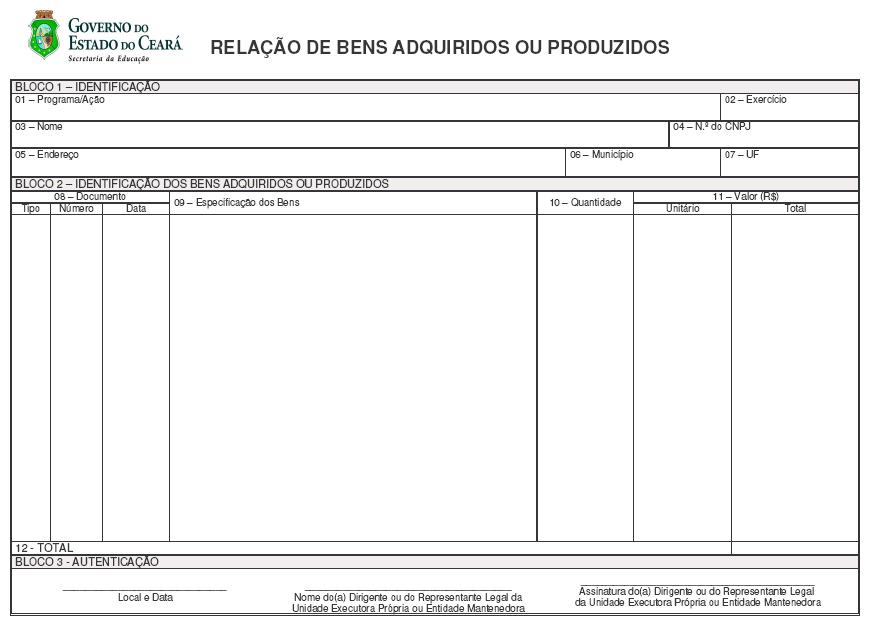 GOVERNO DO
ESTADO DO CEARÁ
Secretaria da Educação
RELAÇÃO DE BENS ADQUIRIDOS OU PRODUZIDOS
BLOCO 1 – IDENTIFICAÇÃO
01 – Programa/Ação
02 – Exercício
03 – Nome
04 – N.º do CNPJ
05 – Endereço
06 – Município
07 – UF
BLOCO 2 – IDENTIFICAÇÃO DOS BENS ADQUIRIDOS OU PRODUZIDOS
08 – Documento
09 – Especificação dos Bens
10 – Quantidade
11 – Valor (R$)
Tipo
Número
Data
Unitário
Total
12 - TOTAL
BLOCO 3 - AUTENTICAÇÃO
Local e Data
Nome do(a) Dirigente ou do Representante Legal da
Unidade Executora Própria ou Entidade Mantenedora
Assinatura do(a) Dirigente ou do Representante Legal
da Unidade Executora Própria ou Entidade Mantenedora